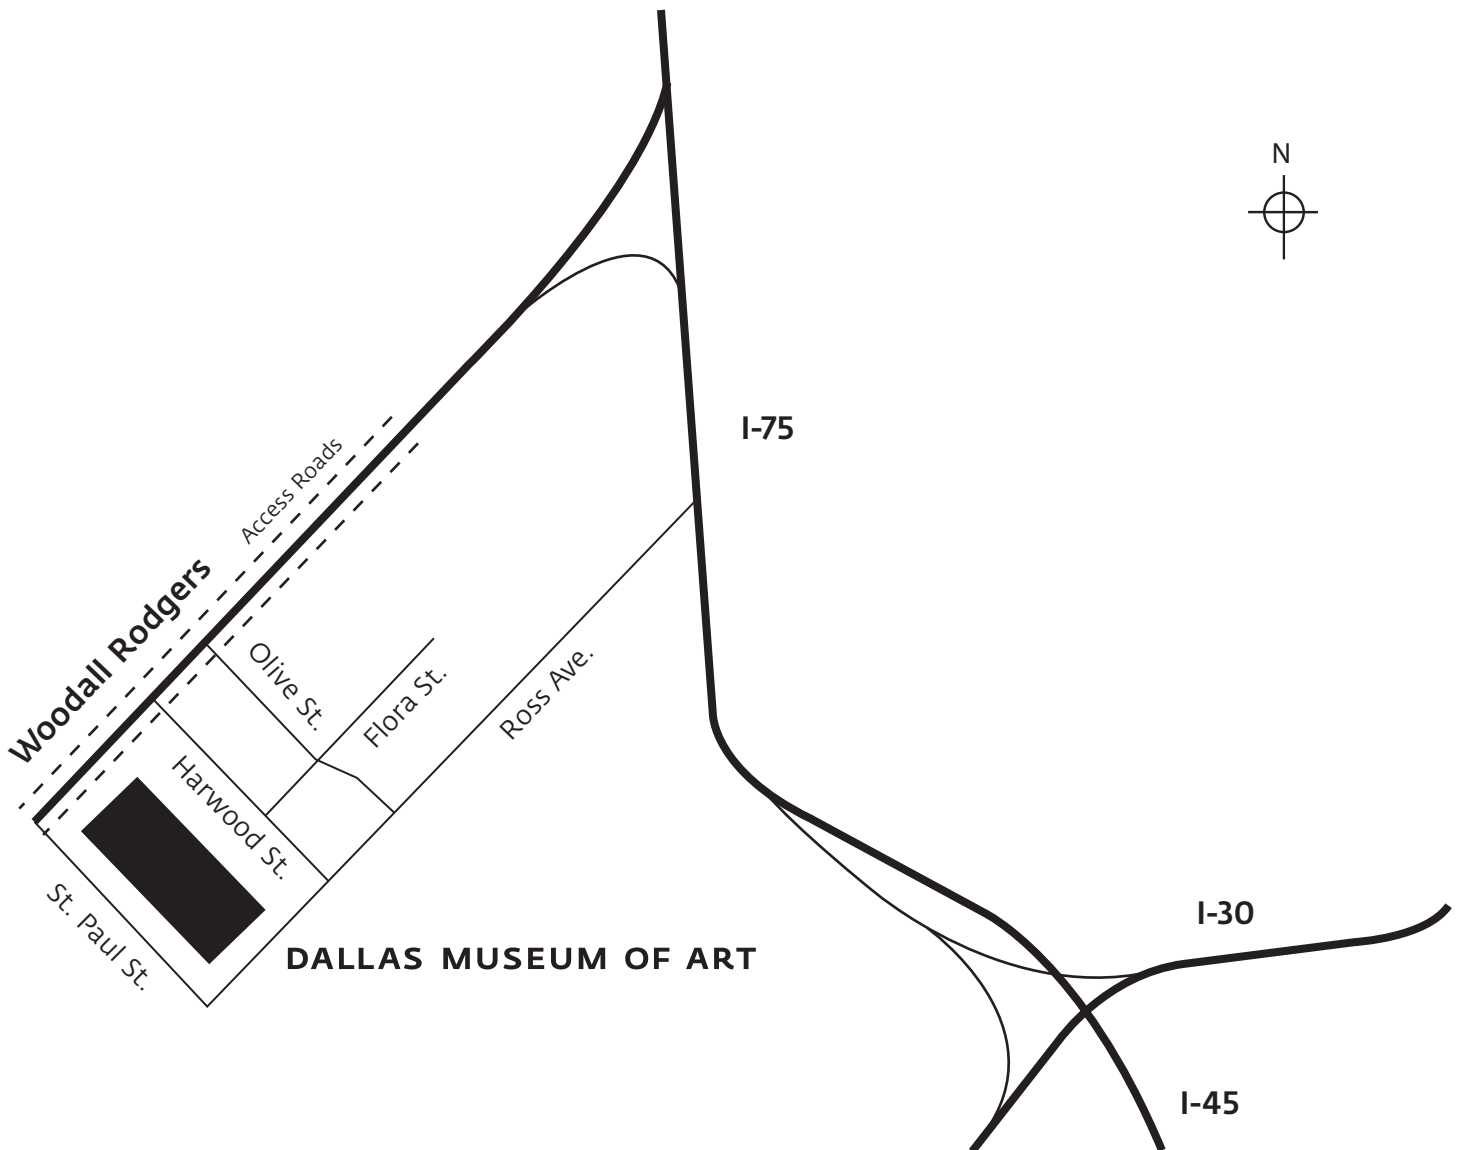 N
I-75
Access Roads
Woodall Rodgers
Olive St.
Flora St.
Ross Ave.
Harwood St.
St. Paul St.
DALLAS MUSEUM OF ART
I-30
I-45